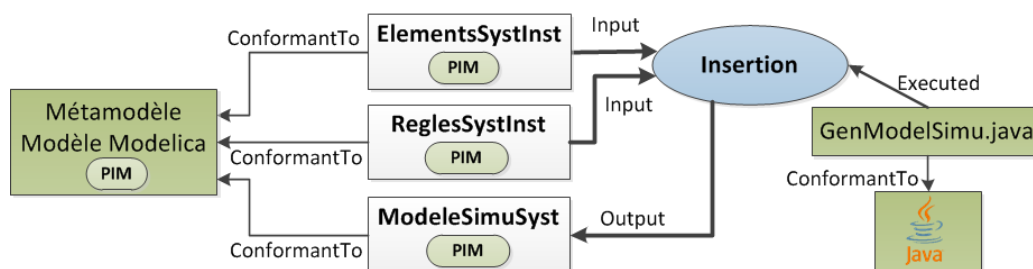 ConformantTo
ElementsSystInst
PIM
Input
Insertion
Executed
Métamodèle
Modèle Modelica
PIM
ConformantTo
ReglesSystInst
PIM
Input
GenModelSimu.java
ConformantTo
ConformantTo
ModeleSimuSyst
PIM
Output
Java